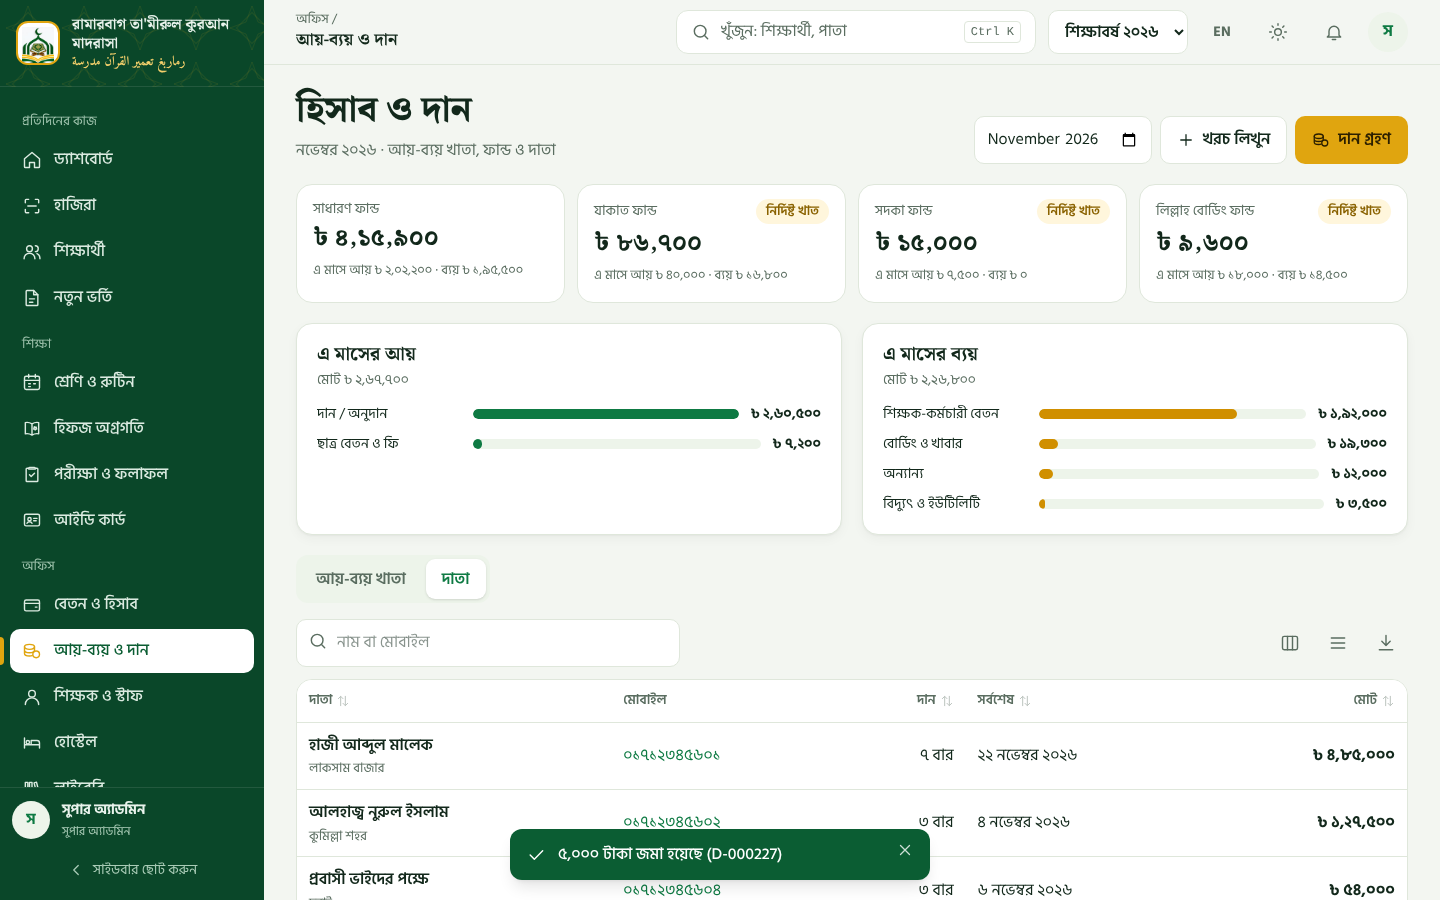 রামারবাগ তা'মীরুল কুরআন
মাদরাসা
رماربغ تعمير القرآن مدرسة
প্রতিদিনের কাজ
ড্যাশবোর্ড
হাজিরা
শিক্ষার্থী
নতুন ভর্তি
শিক্ষা
শ্রেণি ও রুটিন
হিফজ অগ্রগতি
পরীক্ষা ও ফলাফল
আইডি কার্ড
অফিস
বেতন ও হিসাব
আয়-ব্যয় ও দান
শিক্ষক ও স্টাফ
হোস্টেল
লাইব্রেরি
স
সুপার অ্যাডমিন
সুপার অ্যাডমিন
সাইডবার ছোট করুন
অফিস /
আয়-ব্যয় ও দান
খুঁজুন: শিক্ষার্থী, পাতা
Ctrl K
শিক্ষাবর্ষ ২০২৬
EN
স
হিসাব ও দান
নভেম্বর ২০২৬ · আয়-ব্যয় খাতা, ফান্ড ও দাতা
November 2026
খরচ লিখুন
দান গ্রহণ
সাধারণ ফান্ড
৳ ৪,১৫,৯০০
এ মাসে আয় ৳ ২,০২,২০০ · ব্যয় ৳ ১,৯৫,৫০০
যাকাত ফান্ড
নির্দিষ্ট খাত
৳ ৮৬,৭০০
এ মাসে আয় ৳ ৪০,০০০ · ব্যয় ৳ ১৬,৮০০
সদকা ফান্ড
নির্দিষ্ট খাত
৳ ১৫,০০০
এ মাসে আয় ৳ ৭,৫০০ · ব্যয় ৳ ০
লিল্লাহ বোর্ডিং ফান্ড
নির্দিষ্ট খাত
৳ ৯,৬০০
এ মাসে আয় ৳ ১৮,০০০ · ব্যয় ৳ ১৪,৫০০
এ মাসের আয়
মোট ৳ ২,৬৭,৭০০
দান / অনুদান ৳ ২,৬০,৫০০
ছাত্র বেতন ও ফি ৳ ৭,২০০
এ মাসের ব্যয়
মোট ৳ ২,২৬,৮০০
শিক্ষক-কর্মচারী বেতন ৳ ১,৯২,০০০
বোর্ডিং ও খাবার ৳ ১৯,৩০০
অন্যান্য ৳ ১২,০০০
বিদ্যুৎ ও ইউটিলিটি ৳ ৩,৫০০
আয়-ব্যয় খাতা
দাতা
নাম বা মোবাইল
দাতা মোবাইল দান সর্বশেষ মোট
হাজী আব্দুল মালেক
লাকসাম বাজার
০১৭১২৩৪৫৬০১ ৭ বার ২২ নভেম্বর ২০২৬ ৳ ৪,৮৫,০০০
আলহাজ্ব নুরুল ইসলাম
কুমিল্লা শহর
০১৭১২৩৪৫৬০২ ৩ বার ৪ নভেম্বর ২০২৬ ৳ ১,২৭,৫০০
প্রবাসী ভাইদের পক্ষে
০১৭১২৩৪৫৬০৪ ৩ বার ৬ নভেম্বর ২০২৬ ৳ ৫৪,০০০
৫,০০০ টাকা জমা হয়েছে (D-000227)